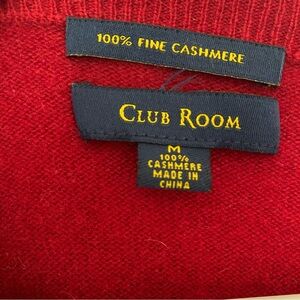 100% FINE CASHMERE
CLUB ROOM
M
100%
CASHMERE
MADE IN
CHINA